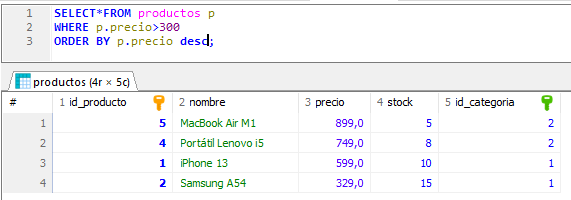 1 SELECT*FROM productos p
2 WHERE p.precio>300
3 ORDER BY p.precio desc;
productos (4r × 5c)
# 1 id_producto 2 nombre 3 precio 4 stock 5 id_categoria
1 5 MacBook Air M1 899,0 5 2
2 4 Portátil Lenovo i5 749,0 8 2
3 1 iPhone 13 599,0 10 1
4 2 Samsung A54 329,0 15 1